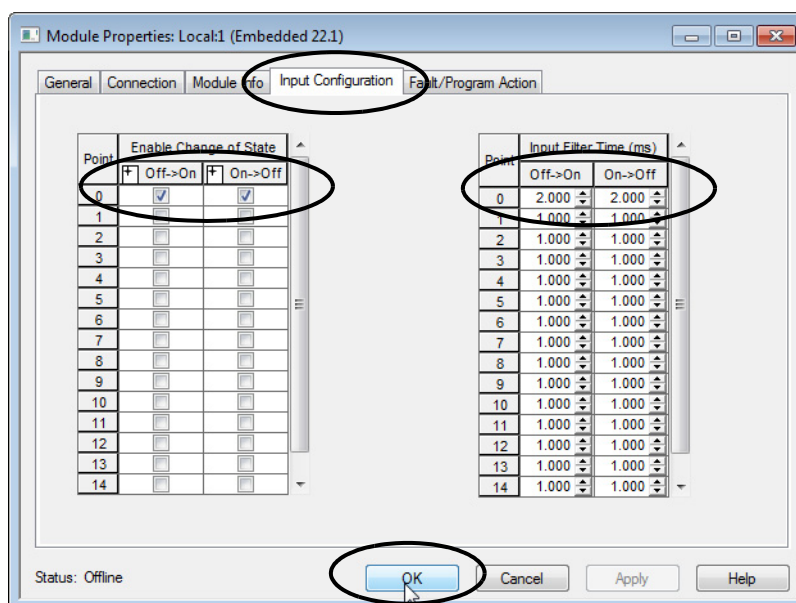 Module Properties: Local:1 (Embedded 22.1)
General Connection Module Info Input Configuration Fault/Program Action
Point Enable Change of State
Off->On On->Off
0
1
2
3
4
5
6
7
8
9
10
11
12
13
14
Point Input Filter Time (ms)
Off->On On->Off
0 2.000 2.000
1 1.000 1.000
2 1.000 1.000
3 1.000 1.000
4 1.000 1.000
5 1.000 1.000
6 1.000 1.000
7 1.000 1.000
8 1.000 1.000
9 1.000 1.000
10 1.000 1.000
11 1.000 1.000
12 1.000 1.000
13 1.000 1.000
14 1.000 1.000
Status: Offline OK Cancel Apply Help